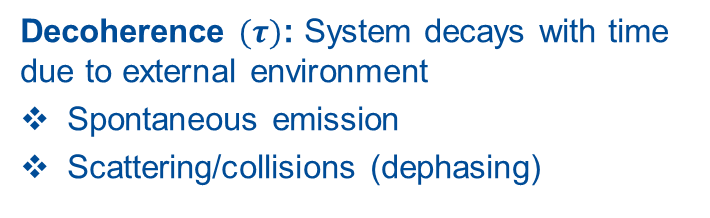 Decoherence (τ): System decays with time
due to external environment
❖ Spontaneous emission
❖ Scattering/collisions (dephasing)